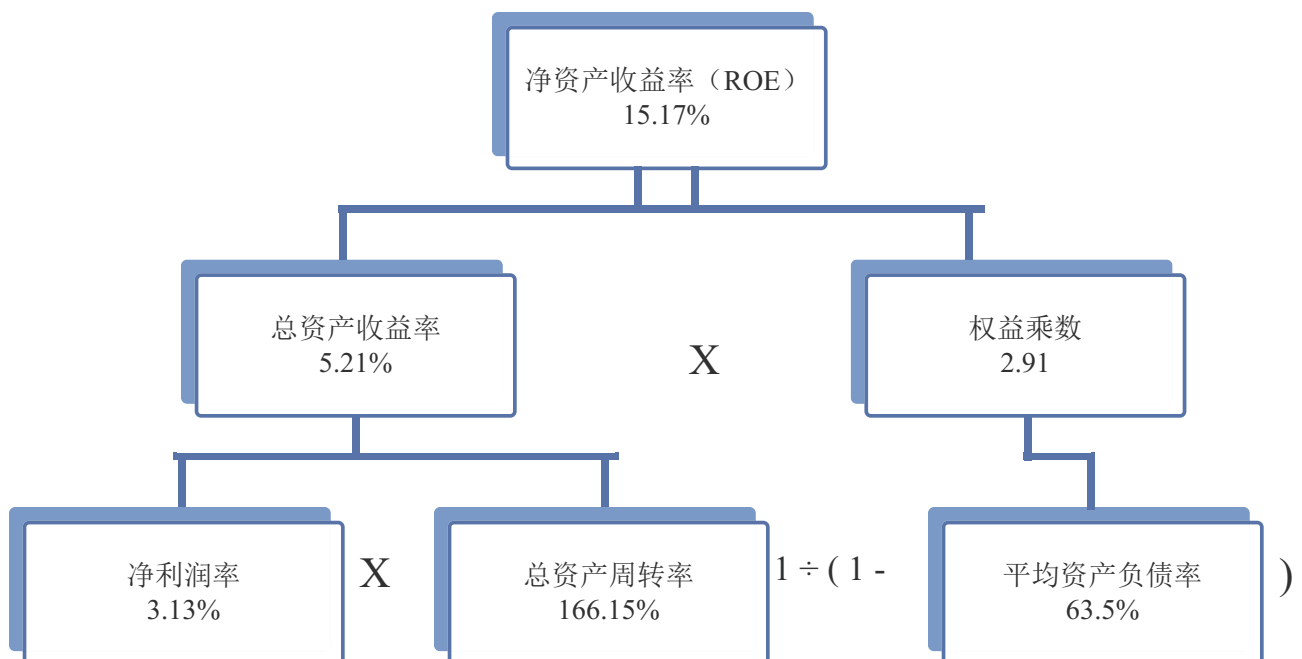 净资产收益率（ROE）
15.17%
总资产收益率
5.21%
X
权益乘数
2.91
净利润率
3.13%
X
总资产周转率
166.15%
1 ÷ ( 1 -
平均资产负债率
63.5%
)